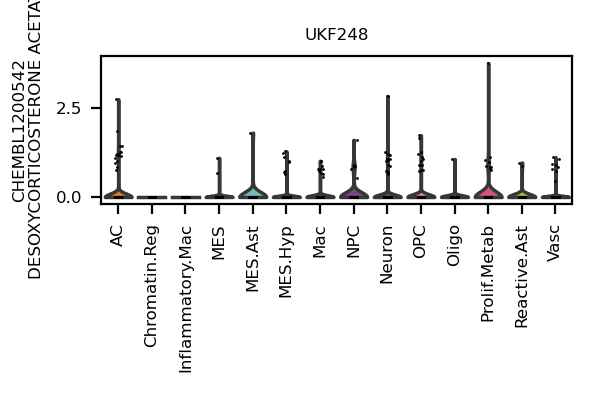 UKF248
CHEMBL1200542
DESOXYCORTICOSTERONE ACETAT
2.5
0.0
AC
Chromatin.Reg
Inflammatory.Mac
MES
MES.Ast
MES.Hyp
Mac
NPC
Neuron
OPC
Oligo
Prolif.Metab
Reactive.Ast
Vasc